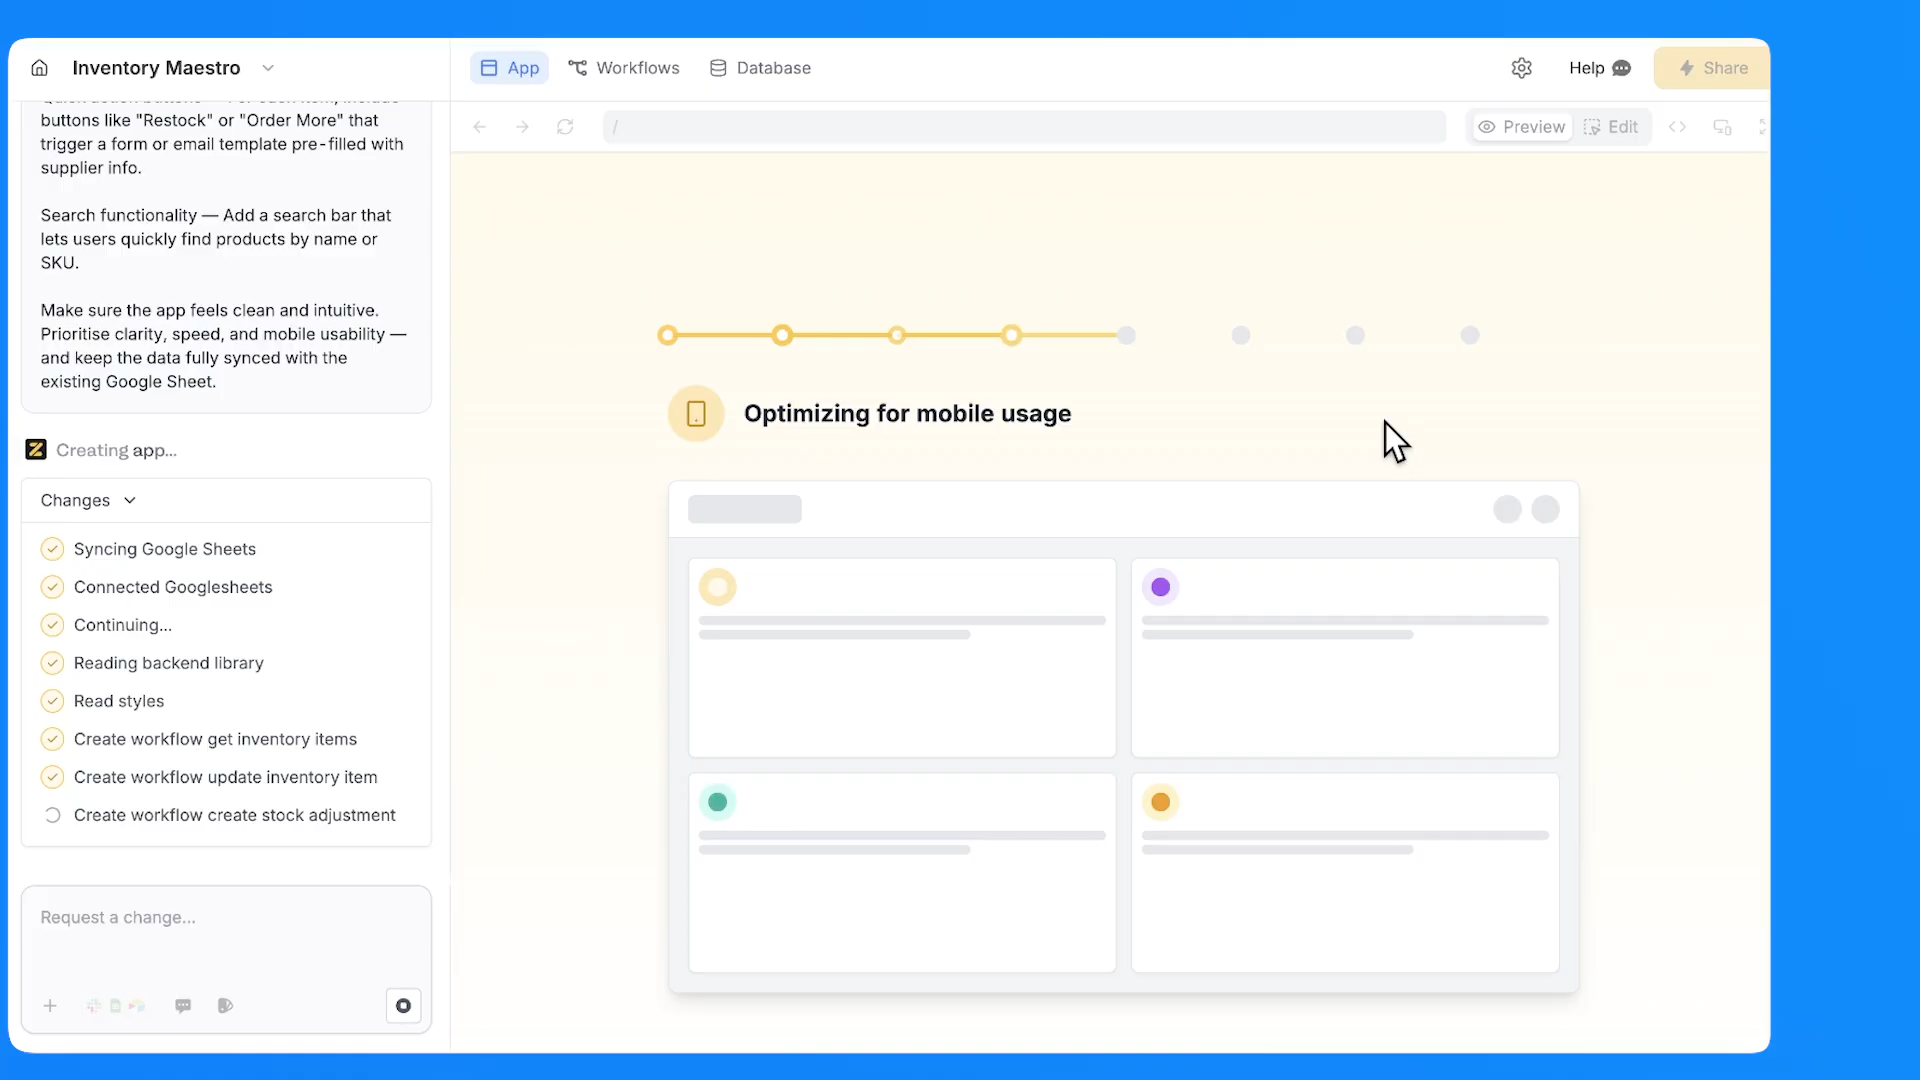 Inventory Maestro
App
Workflows
Database
Help
Share
/
Preview
Edit
buttons like "Restock" or "Order More" that
trigger a form or email template pre-filled with
supplier info.
Search functionality — Add a search bar that
lets users quickly find products by name or
SKU.
Make sure the app feels clean and intuitive.
Prioritise clarity, speed, and mobile usability —
and keep the data fully synced with the
existing Google Sheet.
Creating app...
Changes
Syncing Google Sheets
Connected Googlesheets
Continuing...
Reading backend library
Read styles
Create workflow get inventory items
Create workflow update inventory item
Create workflow create stock adjustment
Request a change...
Optimizing for mobile usage